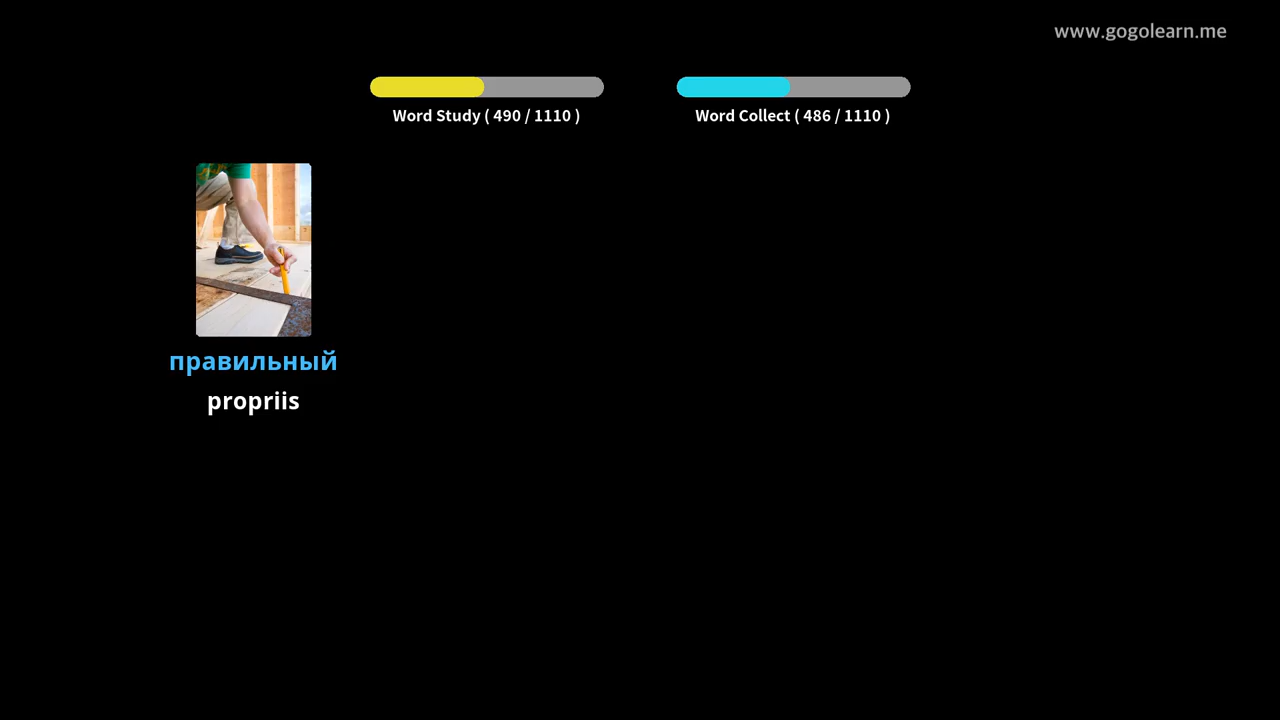 www.gogolearn.me
Word Study ( 490 / 1110 )
Word Collect ( 486 / 1110 )
правильный
propriis